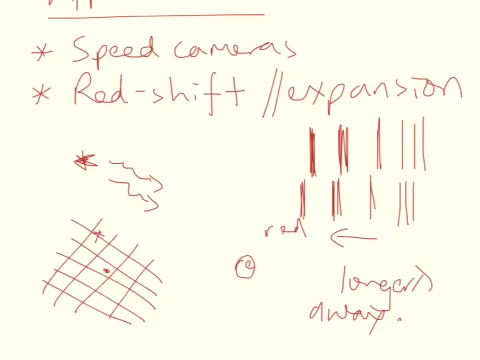 * Speed cameras
* Red-shift // expansion
red
longer λ
away.